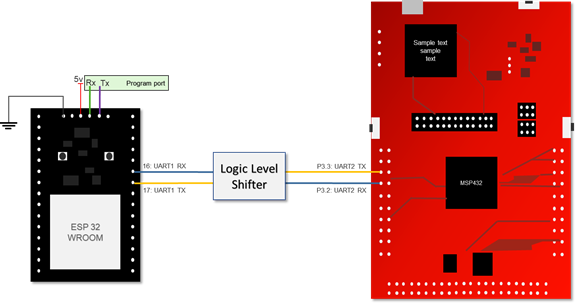 Sample text
sample
text
5v
Rx
Tx
Program port
16: UART1 RX
17: UART1 TX
Logic Level
Shifter
P3.3: UART2 TX
P3.2: UART2 RX
MSP432
ESP 32
WROOM